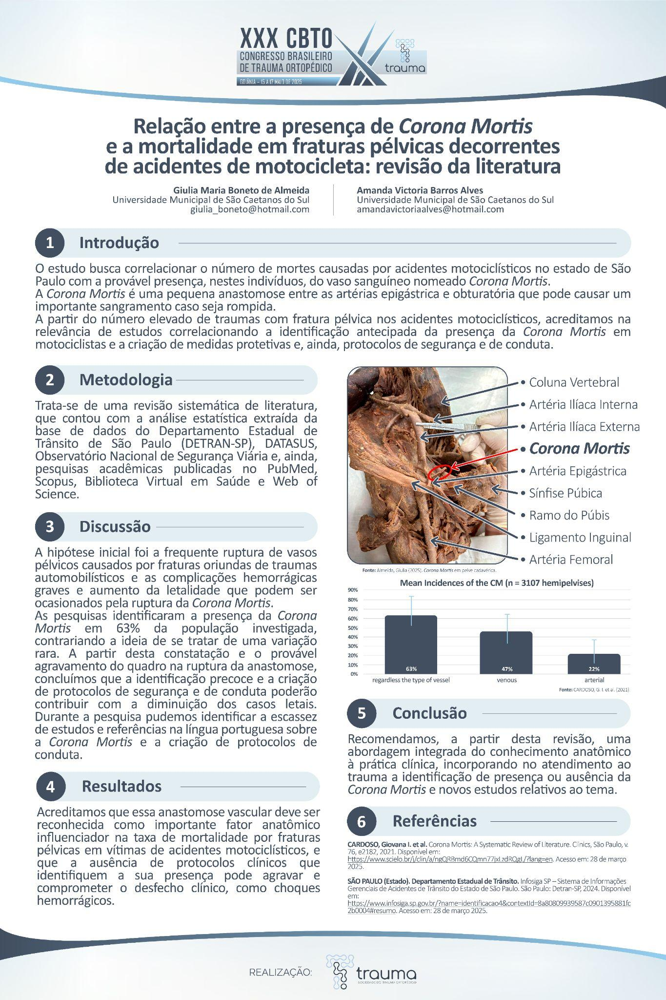 XXX CBTO
CONGRESSO BRASILEIRO
DE TRAUMA ORTOPÉDICO
GOIÂNIA – 15 A 17 MAIO DE 2025
trauma
Relação entre a presença de Corona Mortis
e a mortalidade em fraturas pélvicas decorrentes
de acidentes de motocicleta: revisão da literatura
Giulia Maria Boneto de Almeida
Universidade Municipal de São Caetanos do Sul
giulia_boneto@hotmail.com
Amanda Victoria Barros Alves
Universidade Municipal de São Caetanos do Sul
amandavictoriaalves@hotmail.com
1 Introdução
O estudo busca correlacionar o número de mortes causadas por acidentes motociclísticos no estado de São
Paulo com a provável presença, nestes indivíduos, do vaso sanguíneo nomeado Corona Mortis.
A Corona Mortis é uma pequena anastomose entre as artérias epigástrica e obturatória que pode causar um
importante sangramento caso seja rompida.
A partir do número elevado de traumas com fratura pélvica nos acidentes motociclísticos, acreditamos na
relevância de estudos correlacionando a identificação antecipada da presença da Corona Mortis em
motociclistas e a criação de medidas protetivas e, ainda, protocolos de segurança e de conduta.
2 Metodologia
Trata-se de uma revisão sistemática de literatura,
que contou com a análise estatística extraída da
base de dados do Departamento Estadual de
Trânsito de São Paulo (DETRAN-SP), DATASUS,
Observatório Nacional de Segurança Viária e, ainda,
pesquisas acadêmicas publicadas no PubMed,
Scopus, Biblioteca Virtual em Saúde e Web of
Science.
3 Discussão
A hipótese inicial foi a frequente ruptura de vasos
pélvicos causados por fraturas oriundas de traumas
automobilísticos e as complicações hemorrágicas
graves e aumento da letalidade que podem ser
ocasionados pela ruptura da Corona Mortis.
As pesquisas identificaram a presença da Corona
Mortis em 63% da população investigada,
contrariando a ideia de se tratar de uma variação
rara. A partir desta constatação e o provável
agravamento do quadro na ruptura da anastomose,
concluímos que a identificação precoce e a criação
de protocolos de segurança e de conduta poderão
contribuir com a diminuição dos casos letais.
Durante a pesquisa pudemos identificar a escassez
de estudos e referências na língua portuguesa sobre
a Corona Mortis e a criação de protocolos de
conduta.
4 Resultados
Acreditamos que essa anastomose vascular deve ser
reconhecida como importante fator anatômico
influenciador na taxa de mortalidade por fraturas
pélvicas em vítimas de acidentes motociclísticos, e
que a ausência de protocolos clínicos que
identifiquem a sua presença pode agravar e
comprometer o desfecho clínico, como choques
hemorrágicos.
• Coluna Vertebral
• Artéria Ilíaca Interna
• Artéria Ilíaca Externa
• Corona Mortis
• Artéria Epigástrica
• Sínfise Púbica
• Ramo do Púbis
• Ligamento Inguinal
• Artéria Femoral
Fonte: Almeida, Giulia (2025). Corona Mortis em pelve cadavérica.
Mean Incidences of the CM (n = 3107 hemipelvises)
90%
80%
70%
60%
50%
40%
30%
20%
10%
0%
63%
47%
22%
regardless the type of vessel
venous
arterial
Fonte: CARDOSO, G. I. et al. (2021)
5 Conclusão
Recomendamos, a partir desta revisão, uma
abordagem integrada do conhecimento anatômico
à prática clínica, incorporando no atendimento ao
trauma a identificação de presença ou ausência da
Corona Mortis e novos estudos relativos ao tema.
6 Referências
CARDOSO, Giovana I. et al. Corona Mortis: A Systematic Review of Literature. Clinics, São Paulo, v.
76, e2182, 2021. Disponível em:
https://www.scielo.br/j/clin/a/ngQRBmd6CQmn77jxLzdRQgL/?lang=en. Acesso em: 28 de março
2025.
SÃO PAULO (Estado). Departamento Estadual de Trânsito. Infosiga SP – Sistema de Informações
Gerenciais de Acidentes de Trânsito do Estado de São Paulo. São Paulo: Detran-SP, 2024. Disponível
em:
https://www.infosiga.sp.gov.br/?name=identificacao4&contextId=8a80809939587c0901395881fc
2b0004#resumo. Acesso em: 28 de março 2025.
REALIZAÇÃO:
trauma
SOCIEDADE DO TRAUMA ORTOPÉDICO